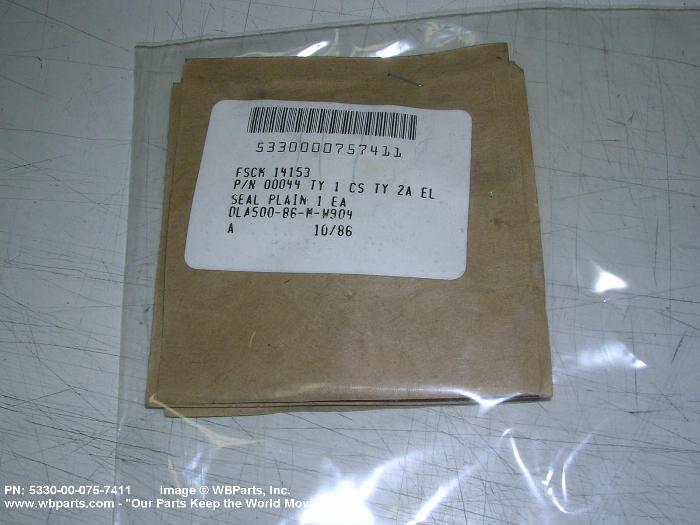 5330000757411
FSCM 14153
P/N 00044 TY 1 CS TY 2A EL
SEAL PLAIN 1 EA
DLA500-86-M-W904
A 10/86
PN: 5330-00-075-7411 Image © WBParts, Inc.
www.wbparts.com - "Our Parts Keep the World Movi